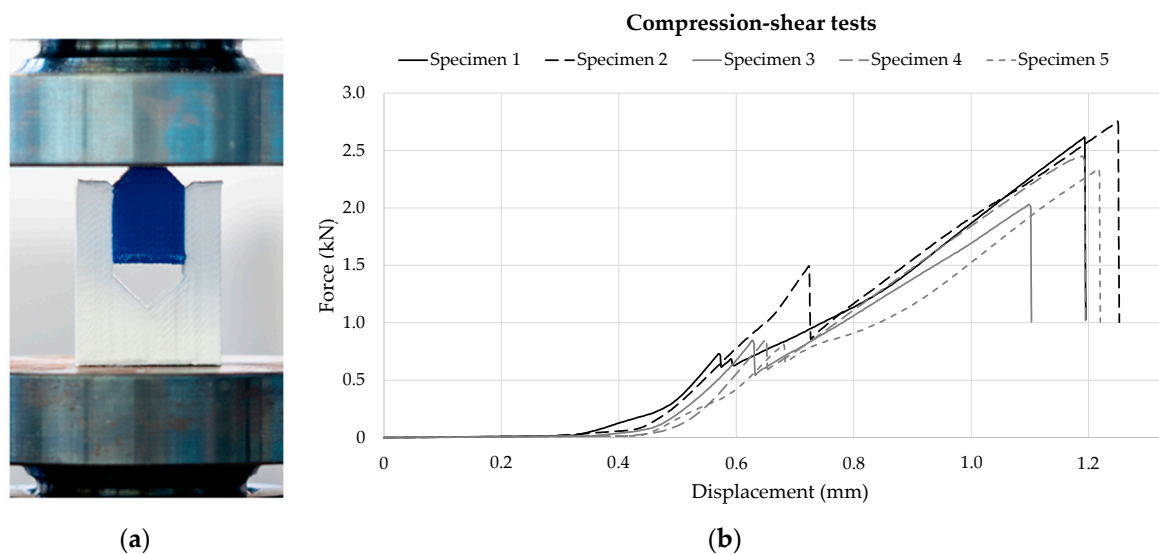 Compression-shear tests
Specimen 1 Specimen 2 Specimen 3 Specimen 4 Specimen 5
3.0
2.5
2.0
1.5
1.0
0.5
0
Force (kN)
0 0.2 0.4 0.6 0.8 1.0 1.2
Displacement (mm)
(a) (b)